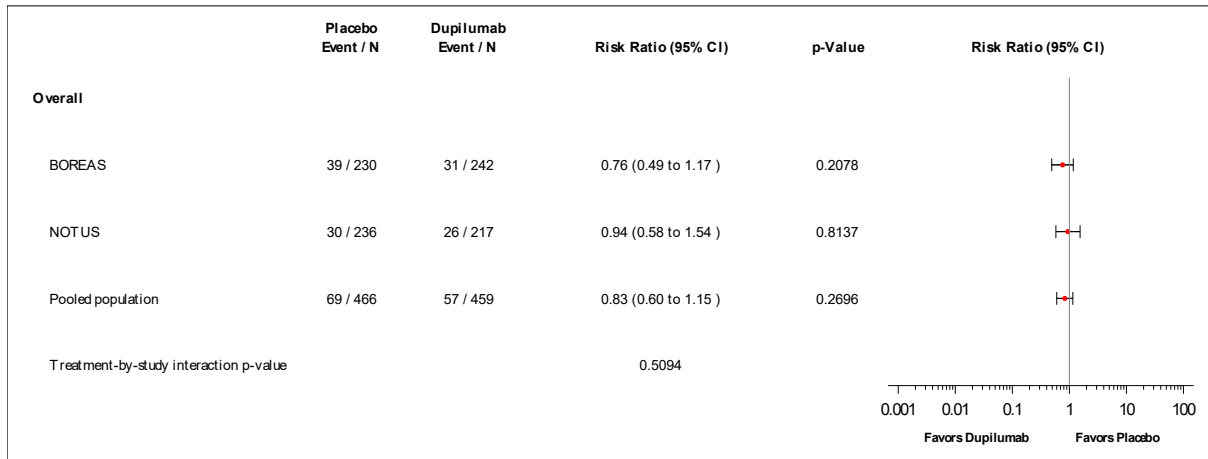 Placebo Dupilumab
Event / N Event / N Risk Ratio (95% CI) p-Value Risk Ratio (95% CI)
Overall
BOREAS 39 / 230 31 / 242 0.76 (0.49 to 1.17 ) 0.2078
NOTUS 30 / 236 26 / 217 0.94 (0.58 to 1.54 ) 0.8137
Pooled population 69 / 466 57 / 459 0.83 (0.60 to 1.15 ) 0.2696
Treatment-by-study interaction p-value 0.5094
0.001 0.01 0.1 1 10 100
Favors Dupilumab Favors Placebo